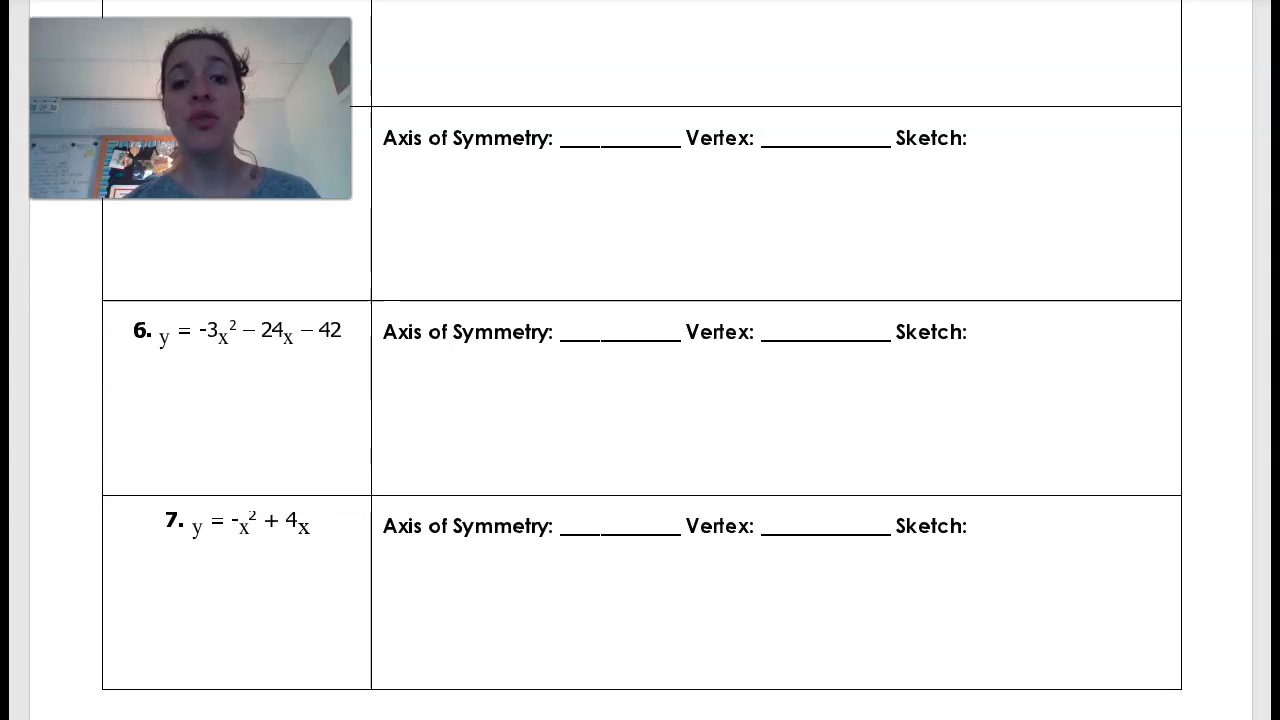 Axis of Symmetry: ___________ Vertex: ____________ Sketch:
6. y = -3x² – 24x – 42
Axis of Symmetry: ___________ Vertex: ____________ Sketch:
7. y = -x² + 4x
Axis of Symmetry: ___________ Vertex: ____________ Sketch: